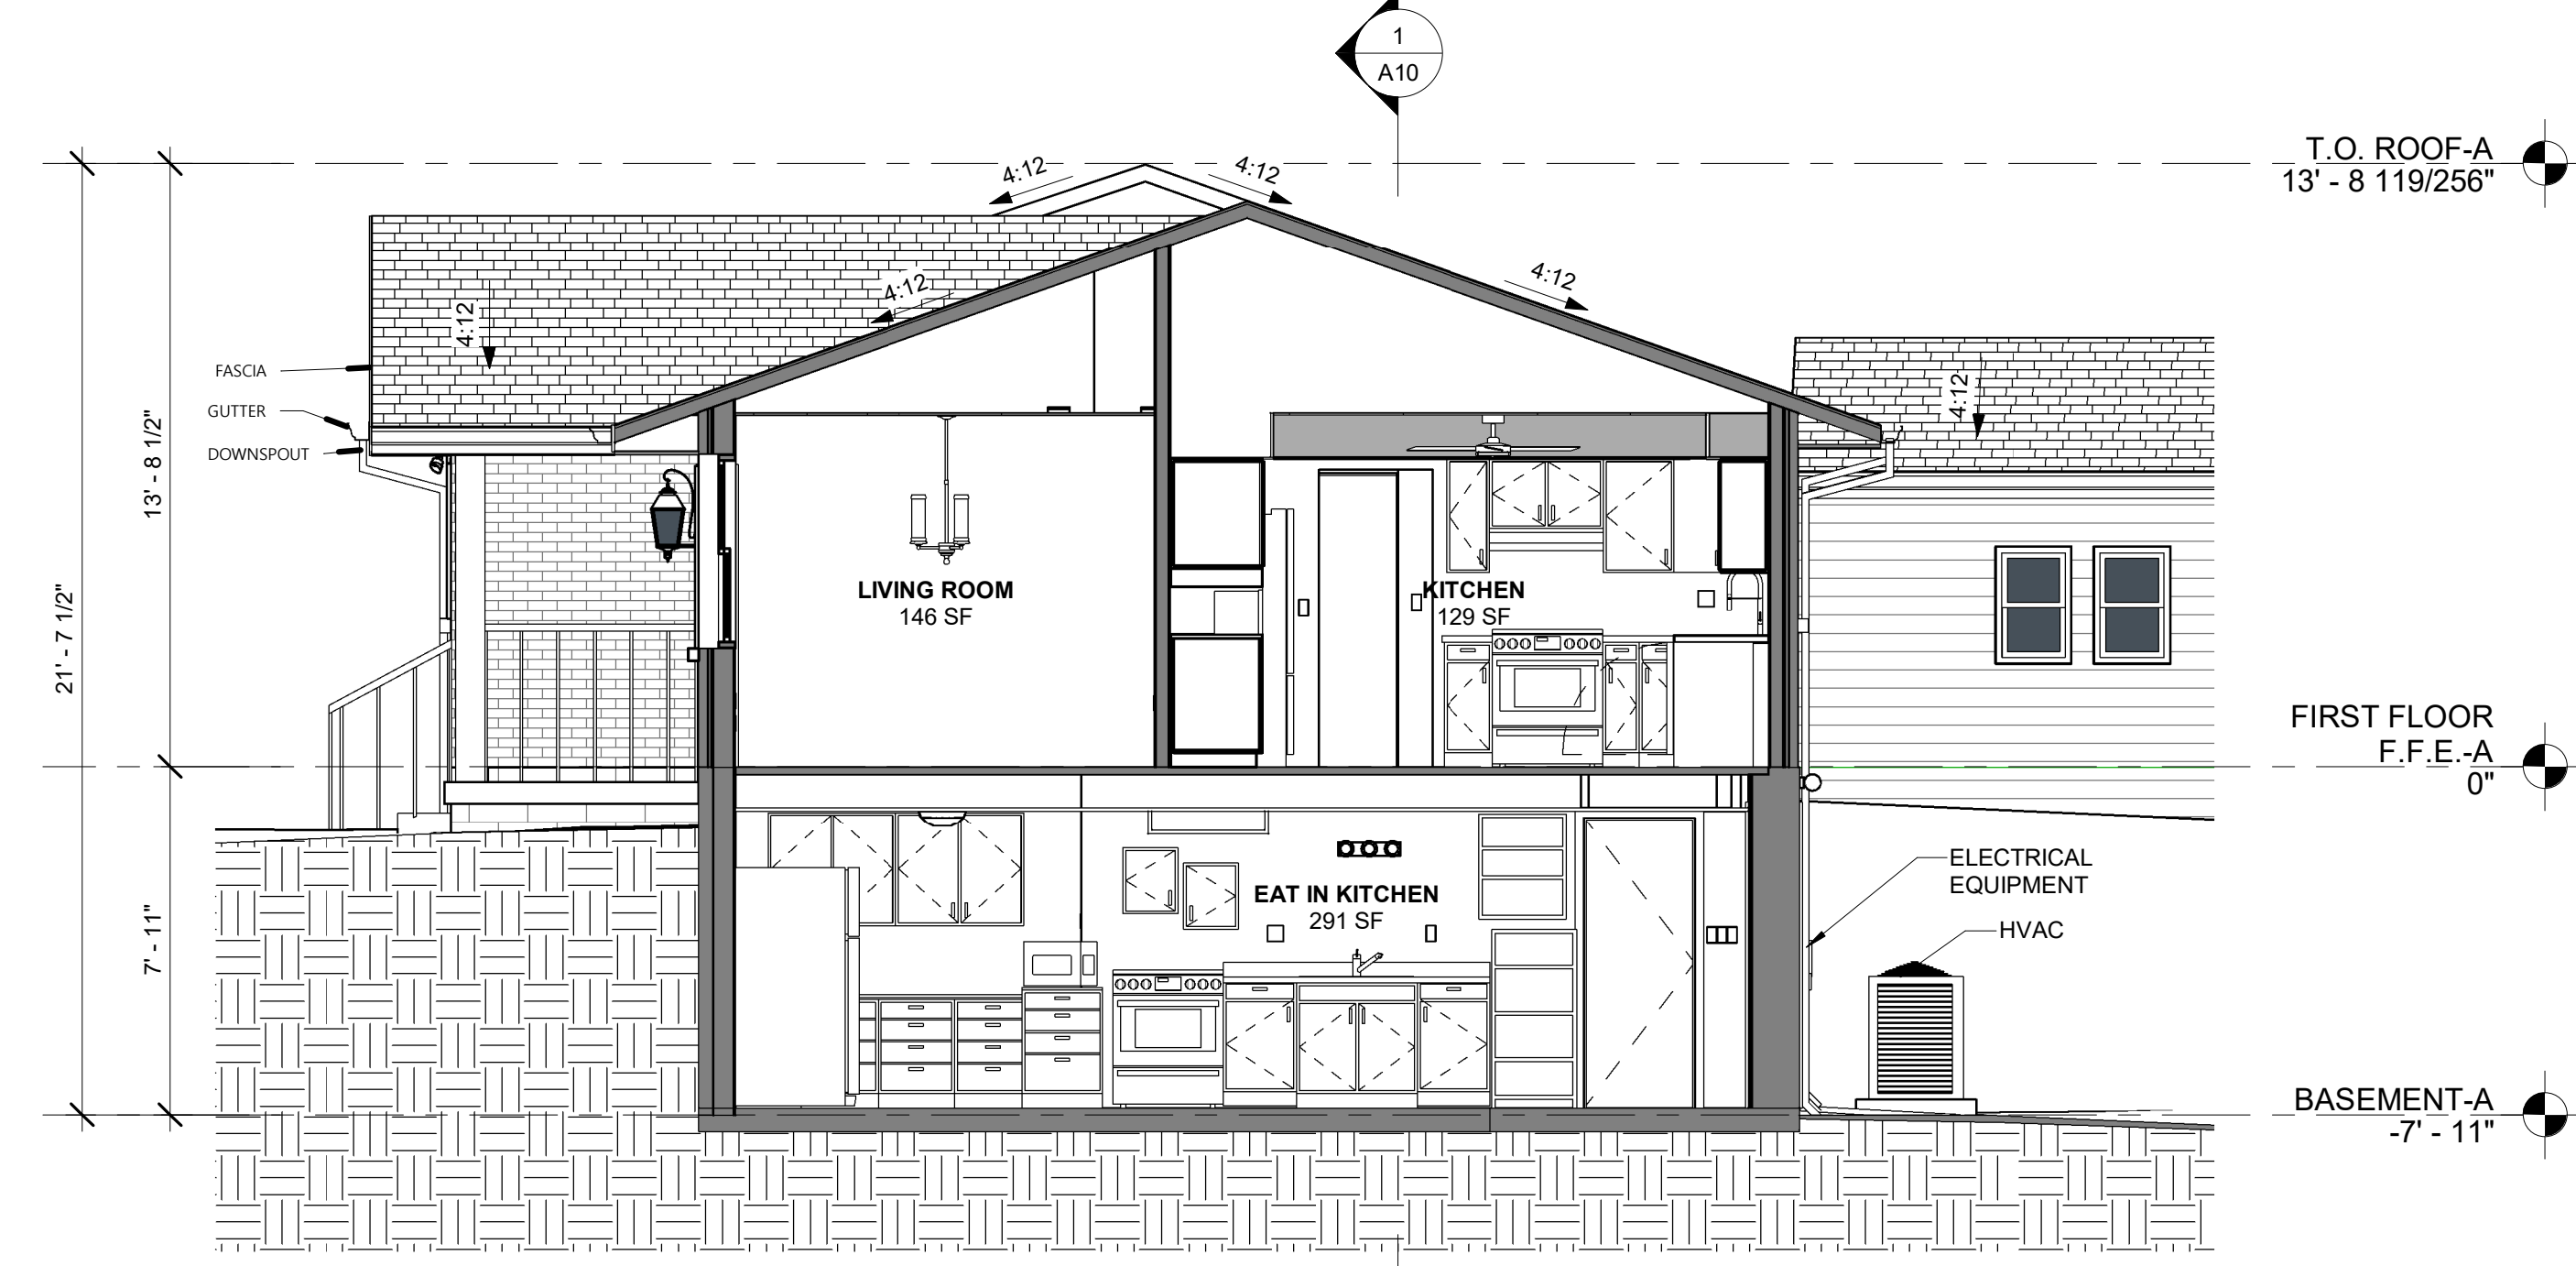 1
A10
T.O. ROOF-A
13' - 8 119/256"
4:12
4:12
4:12
4:12
4:12
4:12
FASCIA
GUTTER
DOWNSPOUT
13' - 8 1/2"
21' - 7 1/2"
LIVING ROOM
146 SF
KITCHEN
129 SF
FIRST FLOOR
F.F.E.-A
0"
EAT IN KITCHEN
291 SF
7' - 11"
ELECTRICAL
EQUIPMENT
HVAC
BASEMENT-A
-7' - 11"